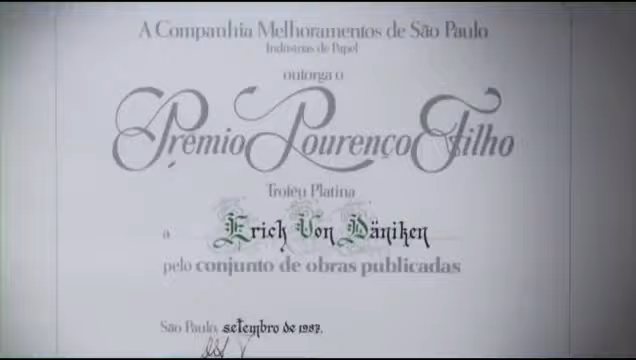 A Companhia Melhoramentos de São Paulo
Indústrias de Papel
outorga o
Prêmio Lourenço Filho
Troféu Platina
a Erich Von Däniken
pelo conjunto de obras publicadas
São Paulo, setembro de 1987.